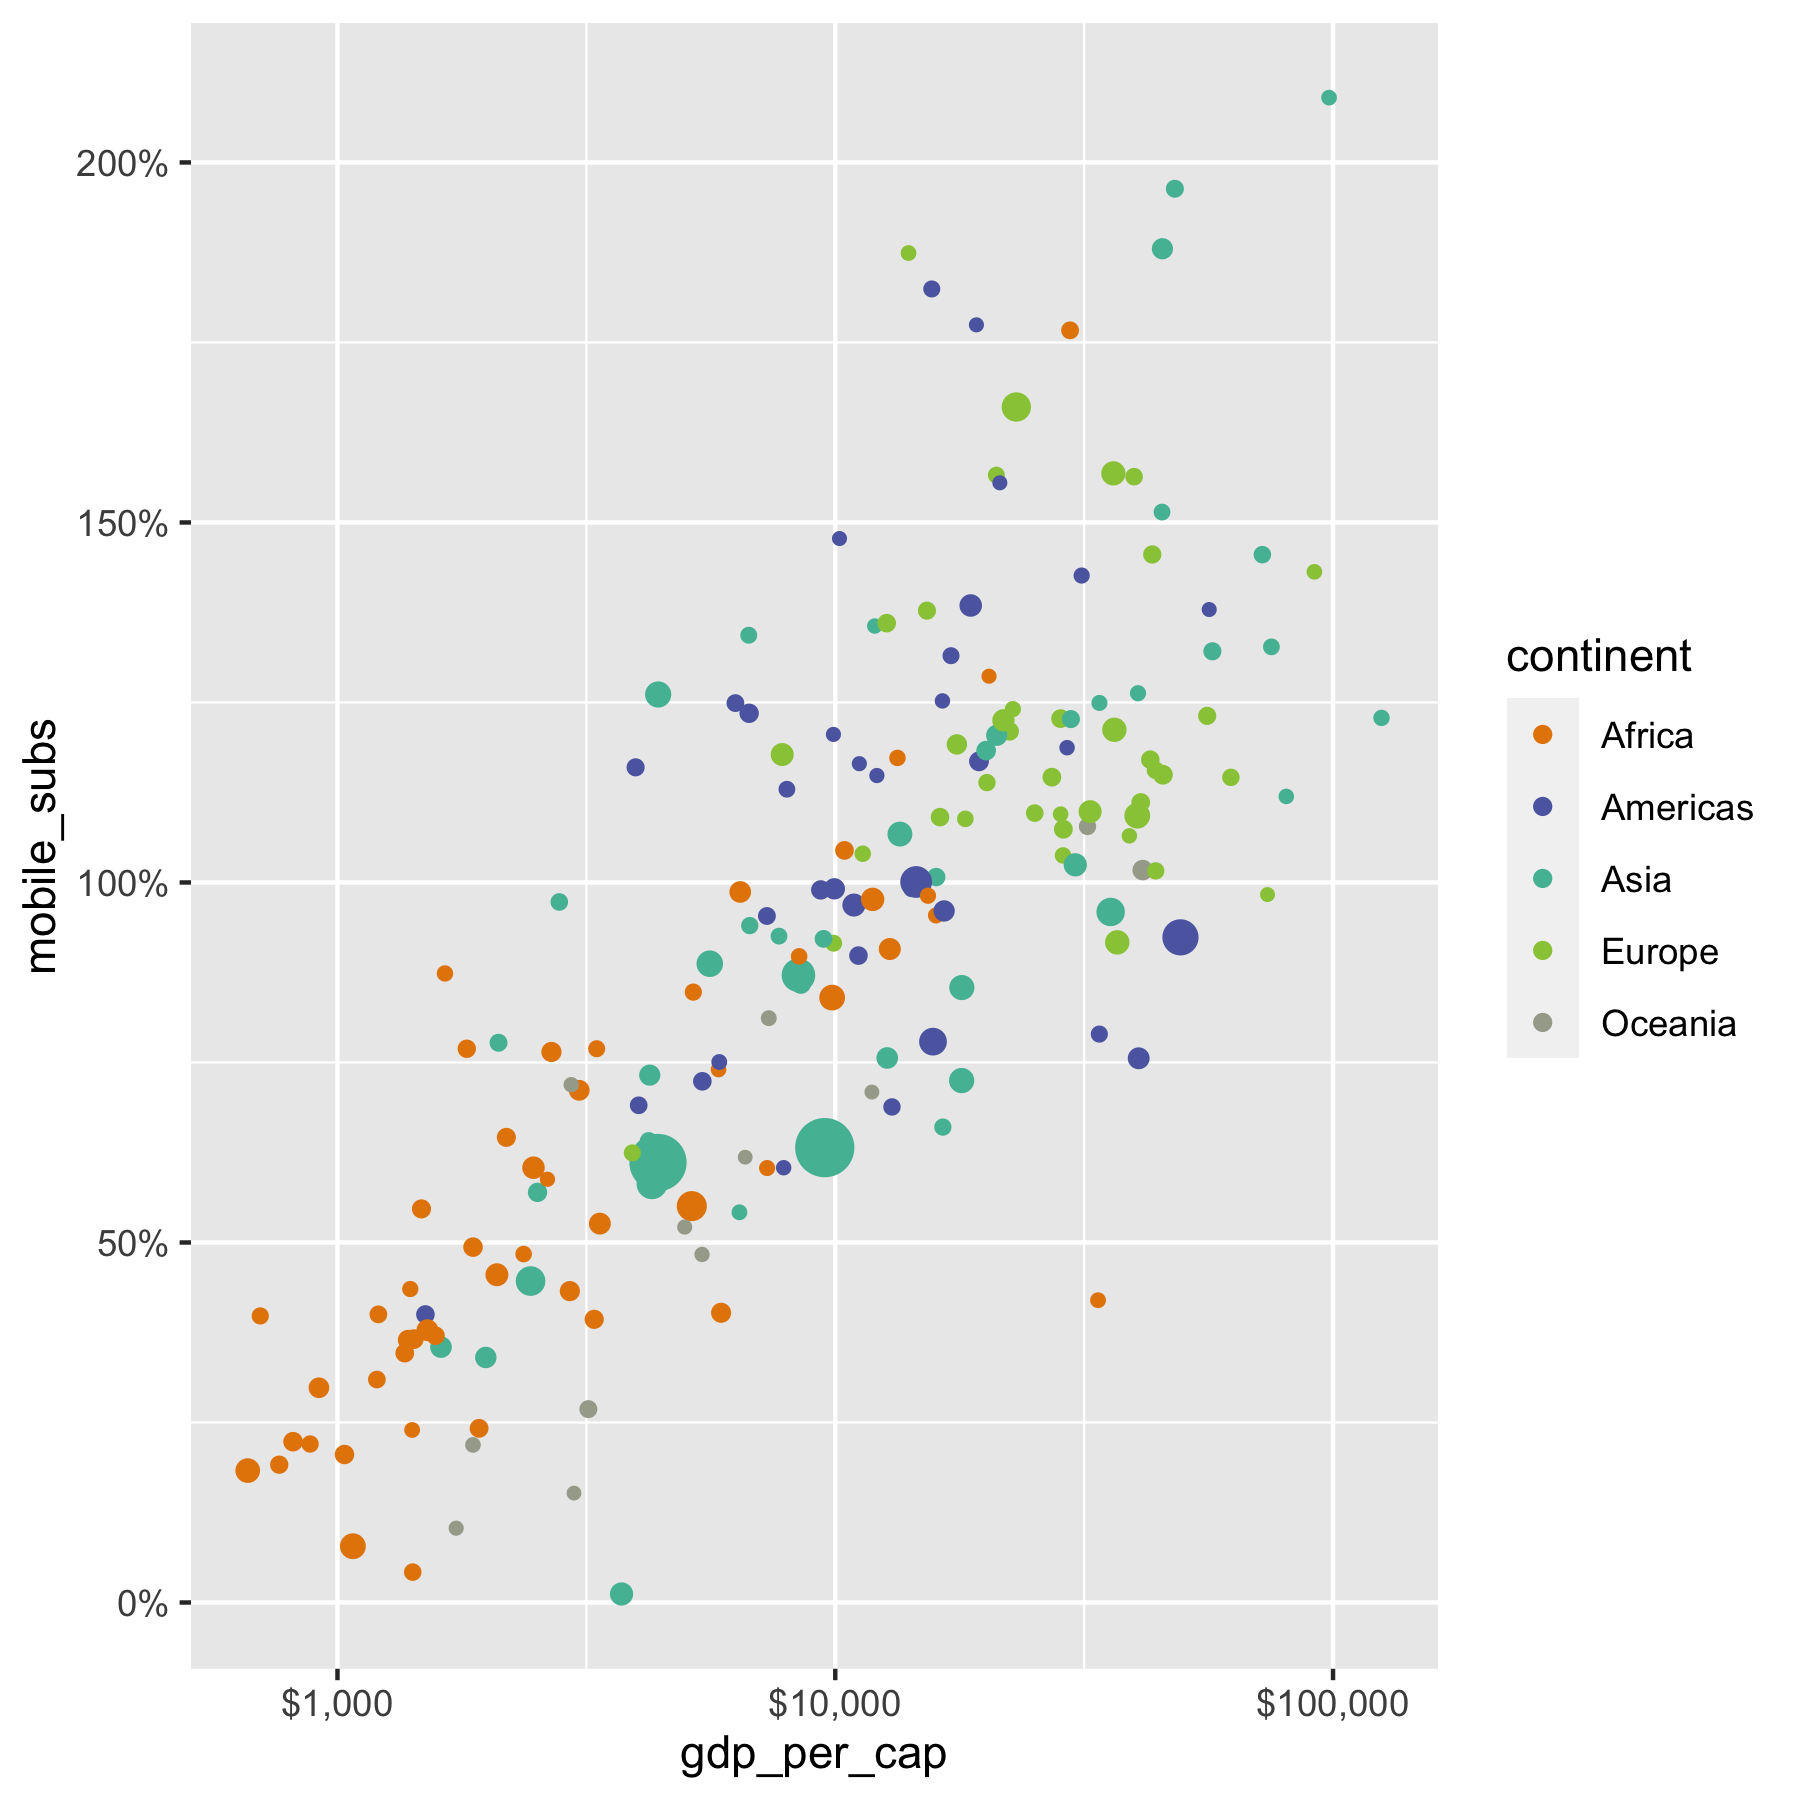 200%
150%
100%
50%
0%
mobile_subs
$1,000
$10,000
$100,000
gdp_per_cap
continent
Africa
Americas
Asia
Europe
Oceania